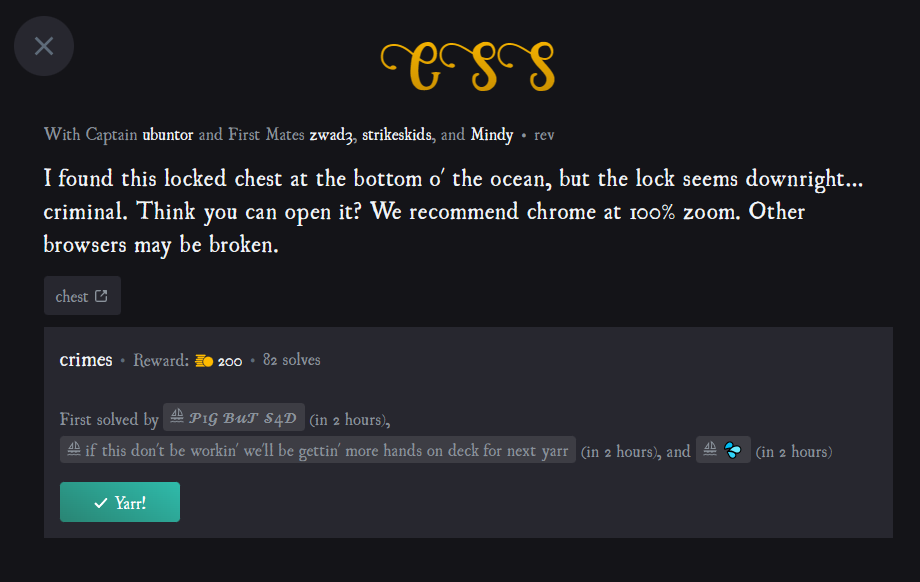 CSS
With Captain ubuntor and First Mates zwad3, strikeskids, and Mindy • rev
I found this locked chest at the bottom o' the ocean, but the lock seems downright...
criminal. Think you can open it? We recommend chrome at 100% zoom. Other
browsers may be broken.
chest
crimes • Reward: 200 • 82 solves
First solved by 𝓟1𝓖 𝓑𝓾𝓣 𝓢4𝓓 (in 2 hours),
if this don't be workin' we'll be gettin' more hands on deck for next yarr (in 2 hours), and 💦 (in 2 hours)
✓ Yarr!